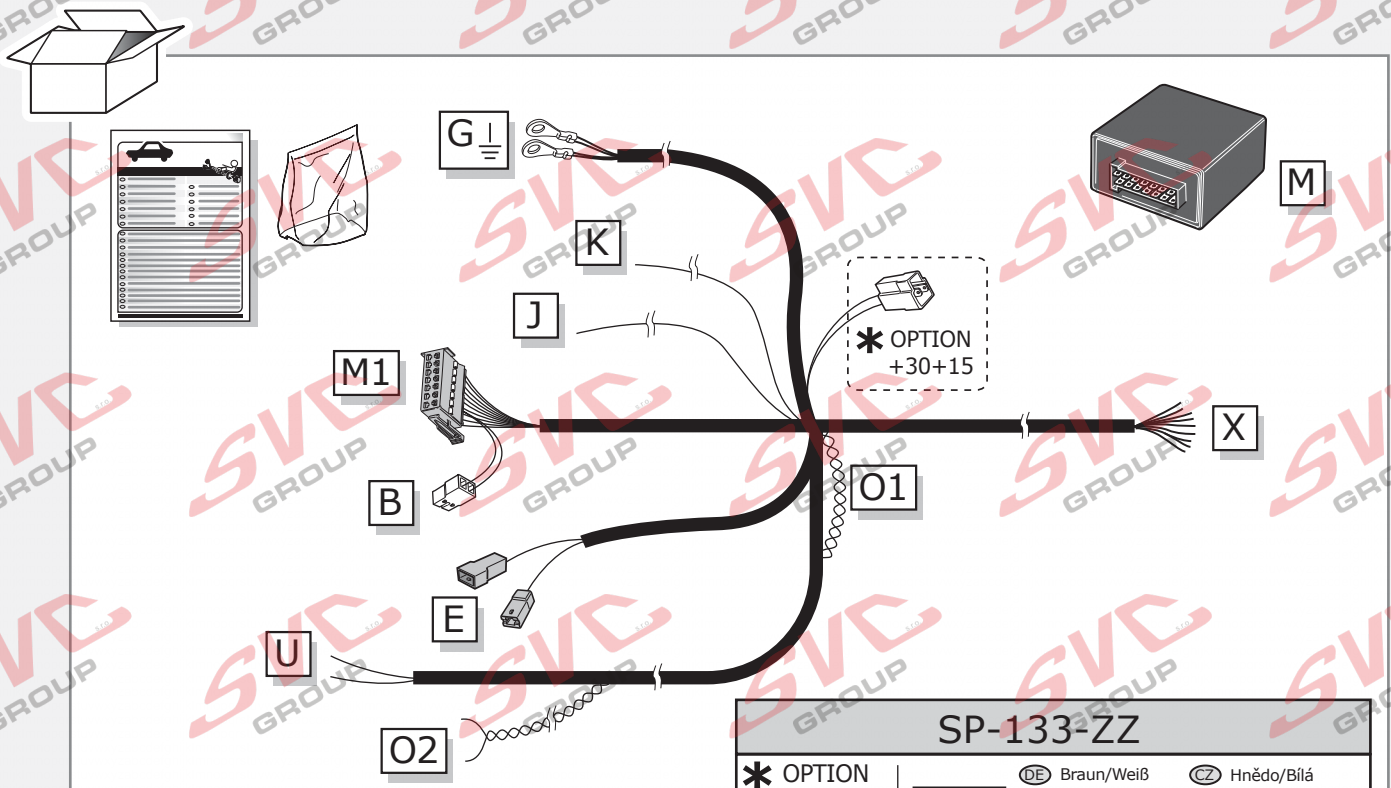 G
M
K
J
* OPTION
+30+15
M1
X
B
O1
E
U
O2
SP-133-ZZ
* OPTION
DE Braun/Weiß
CZ Hnědo/Bílá
SVC s.r.o.
GROUP